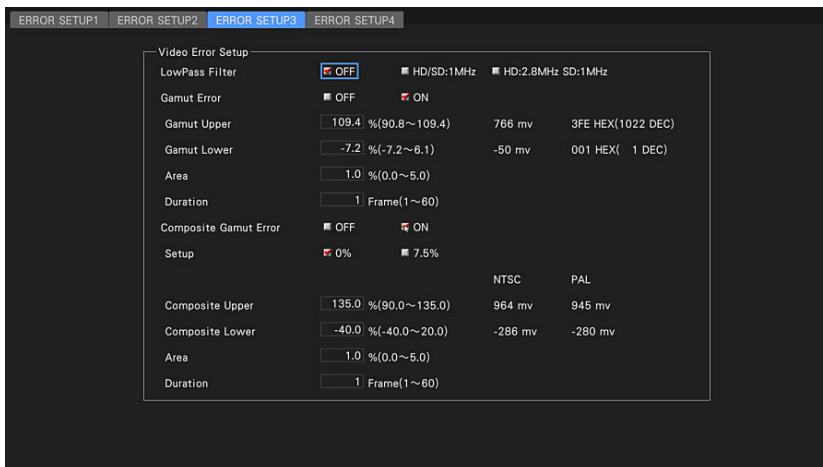 ERROR SETUP1 ERROR SETUP2 ERROR SETUP3 ERROR SETUP4
Video Error Setup
LowPass Filter OFF HD/SD:1MHz HD:2.8MHz SD:1MHz
Gamut Error OFF ON
Gamut Upper 109.4 %(90.8～109.4) 766 mv 3FE HEX(1022 DEC)
Gamut Lower -7.2 %(-7.2～6.1) -50 mv 001 HEX( 1 DEC)
Area 1.0 %(0.0～5.0)
Duration 1 Frame(1～60)
Composite Gamut Error OFF ON
Setup 0% 7.5%
NTSC PAL
Composite Upper 135.0 %(90.0～135.0) 964 mv 945 mv
Composite Lower -40.0 %(-40.0～20.0) -286 mv -280 mv
Area 1.0 %(0.0～5.0)
Duration 1 Frame(1～60)